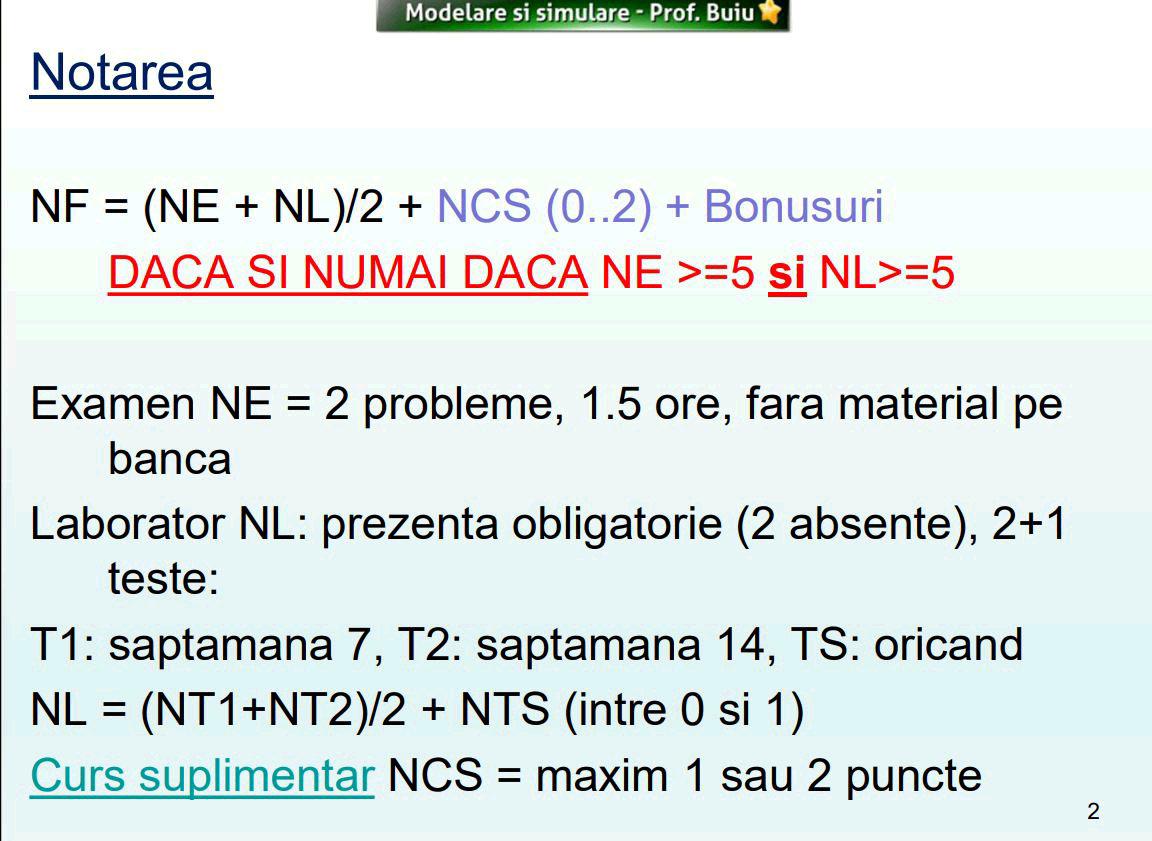 Modelare si simulare - Prof. Buiu
Notarea
NF = (NE + NL)/2 + NCS (0..2) + Bonusuri
DACA SI NUMAI DACA NE >=5 si NL>=5
Examen NE = 2 probleme, 1.5 ore, fara material pe
banca
Laborator NL: prezenta obligatorie (2 absente), 2+1
teste:
T1: saptamana 7, T2: saptamana 14, TS: oricand
NL = (NT1+NT2)/2 + NTS (intre 0 si 1)
Curs suplimentar NCS = maxim 1 sau 2 puncte
2